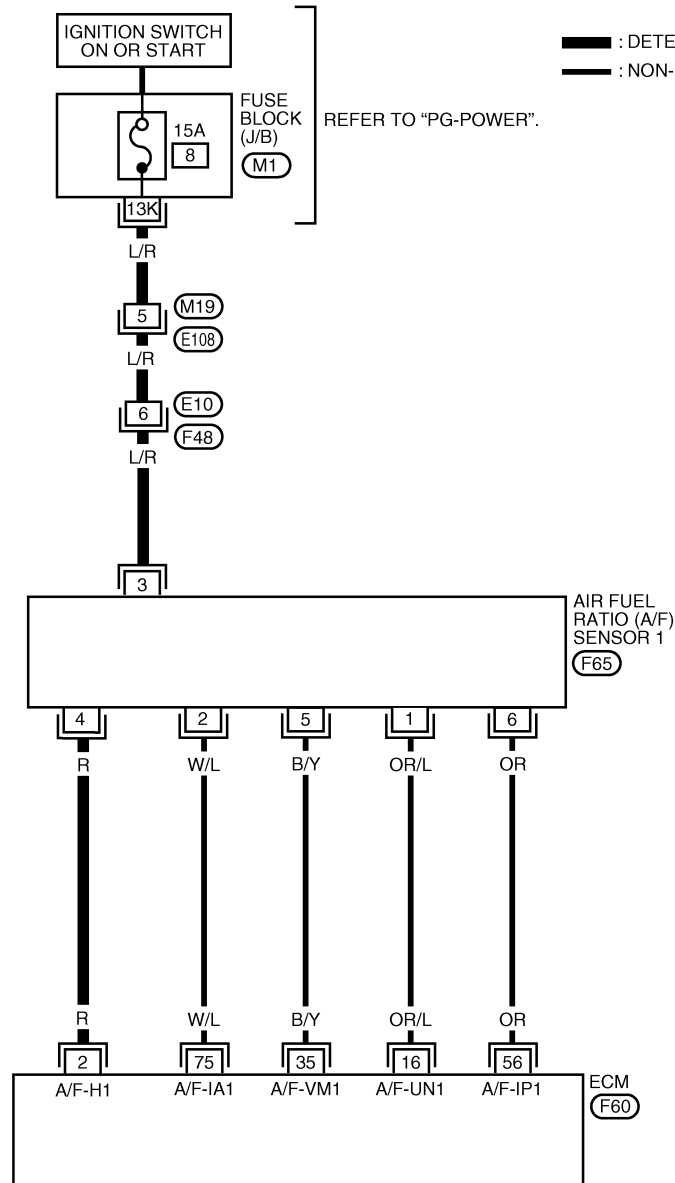 IGNITION SWITCH
ON OR START
: DETE
: NON-
FUSE
BLOCK
(J/B)
REFER TO “PG-POWER”.
15A
8
M1
13K
L/R
5
M19
E108
L/R
6
E10
F48
L/R
3
AIR FUEL
RATIO (A/F)
SENSOR 1
F65
4 2 5 1 6
R W/L B/Y OR/L OR
R W/L B/Y OR/L OR
2 75 35 16 56
A/F-H1 A/F-IA1 A/F-VM1 A/F-UN1 A/F-IP1
ECM
F60